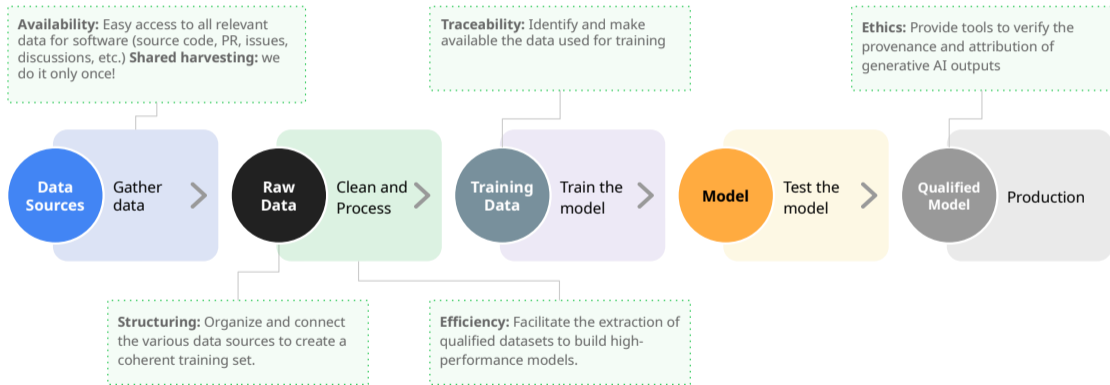 Availability: Easy access to all relevant
data for software (source code, PR, issues,
discussions, etc.) Shared harvesting: we
do it only once!
Traceability: Identify and make
available the data used for training
Ethics: Provide tools to verify the
provenance and attribution of
generative AI outputs
Data
Sources
Gather
data
Raw
Data
Clean and
Process
Training
Data
Train the
model
Model
Test the
model
Qualified
Model
Production
Structuring: Organize and connect
the various data sources to create a
coherent training set.
Efficiency: Facilitate the extraction of
qualified datasets to build high-
performance models.